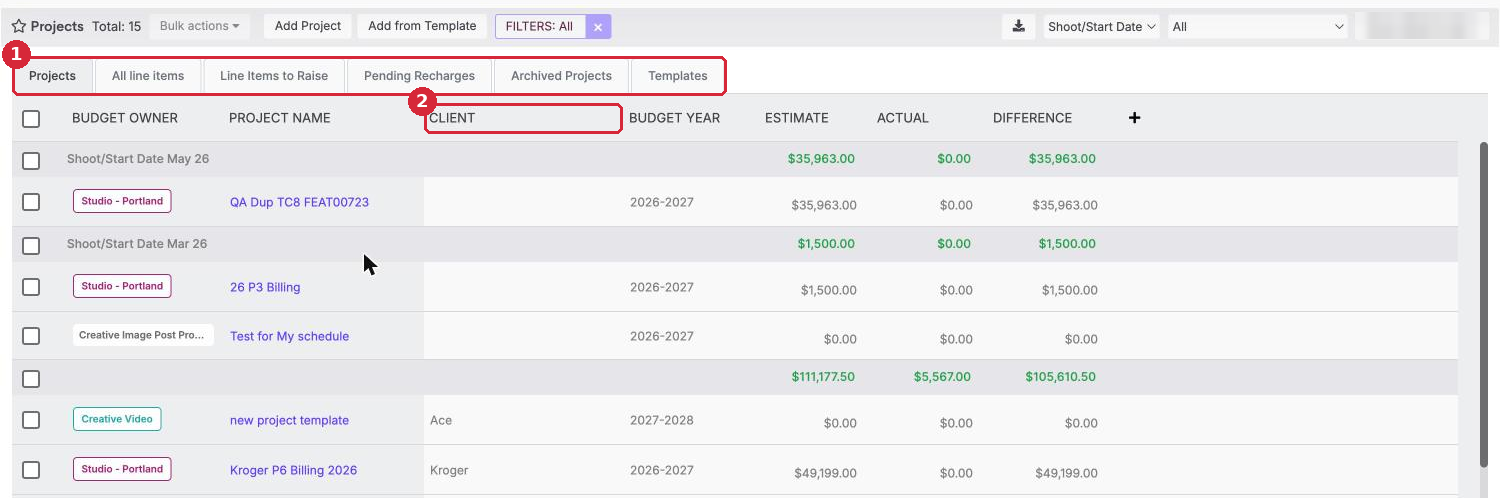 Projects Total: 15 Bulk actions Add Project Add from Template FILTERS: All × Shoot/Start Date All
1
Projects All line items Line Items to Raise Pending Recharges Archived Projects Templates
2
BUDGET OWNER PROJECT NAME CLIENT BUDGET YEAR ESTIMATE ACTUAL DIFFERENCE +
Shoot/Start Date May 26 $35,963.00 $0.00 $35,963.00
Studio - Portland QA Dup TC8 FEAT00723 2026-2027 $35,963.00 $0.00 $35,963.00
Shoot/Start Date Mar 26 $1,500.00 $0.00 $1,500.00
Studio - Portland 26 P3 Billing 2026-2027 $1,500.00 $0.00 $1,500.00
Creative Image Post Pro... Test for My schedule 2026-2027 $0.00 $0.00 $0.00
$111,177.50 $5,567.00 $105,610.50
Creative Video new project template Ace 2027-2028 $0.00 $0.00 $0.00
Studio - Portland Kroger P6 Billing 2026 Kroger 2026-2027 $49,199.00 $0.00 $49,199.00